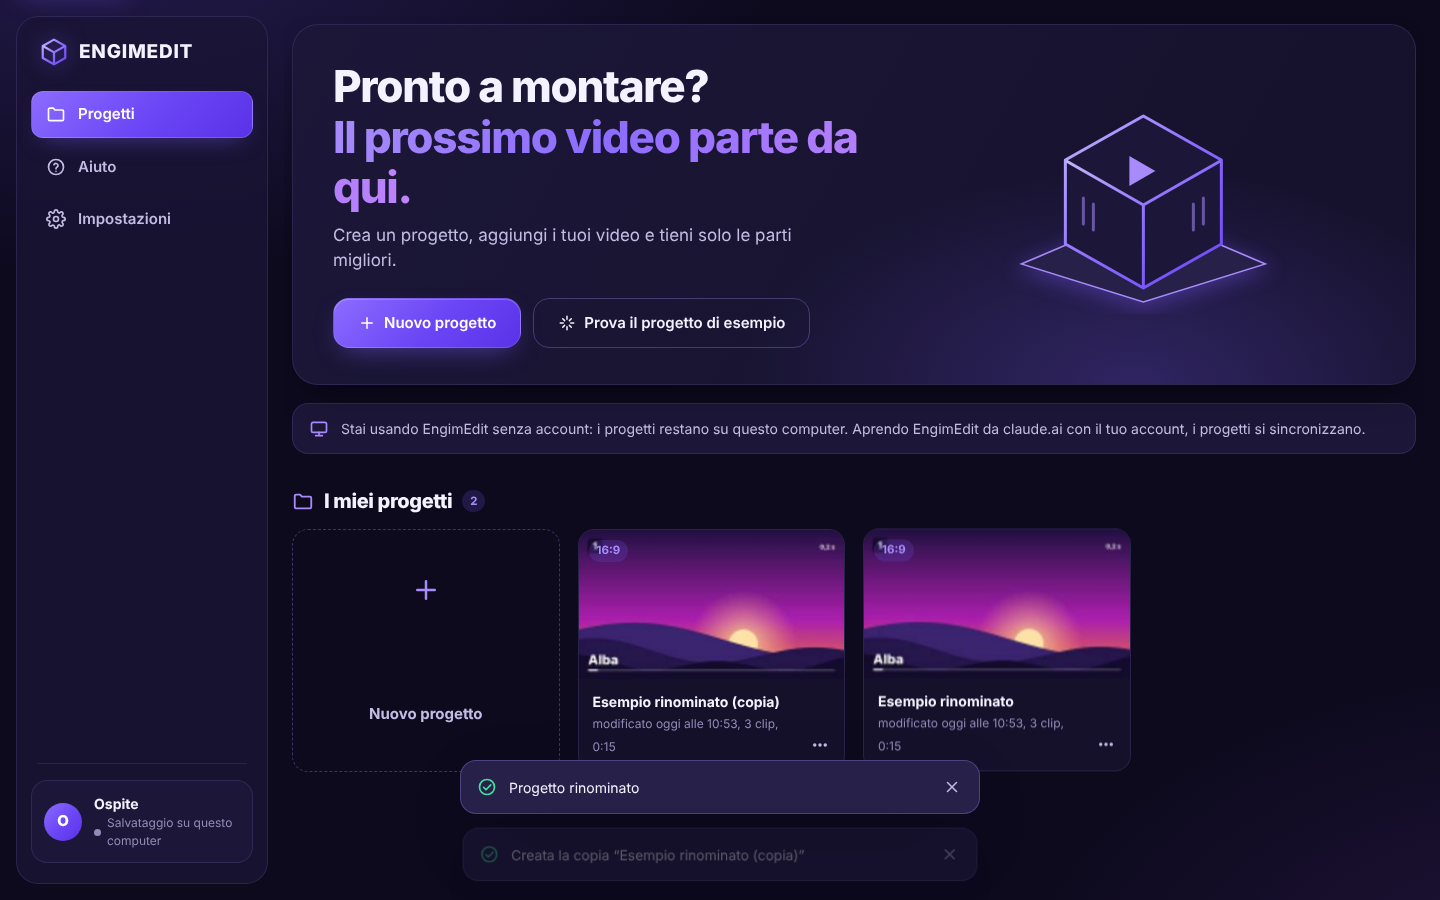 ENGIMEDIT
Progetti
Aiuto
Impostazioni
Ospite
Salvataggio su questo
computer
Pronto a montare?
Il prossimo video parte da
qui.
Crea un progetto, aggiungi i tuoi video e tieni solo le parti
migliori.
Nuovo progetto
Prova il progetto di esempio
Stai usando EngimEdit senza account: i progetti restano su questo computer. Aprendo EngimEdit da claude.ai con il tuo account, i progetti si sincronizzano.
I miei progetti 2
Nuovo progetto
16:9
Alba
Esempio rinominato (copia)
modificato oggi alle 10:53, 3 clip,
0:15
16:9
Alba
Esempio rinominato
modificato oggi alle 10:53, 3 clip,
0:15
Progetto rinominato
Creata la copia “Esempio rinominato (copia)”